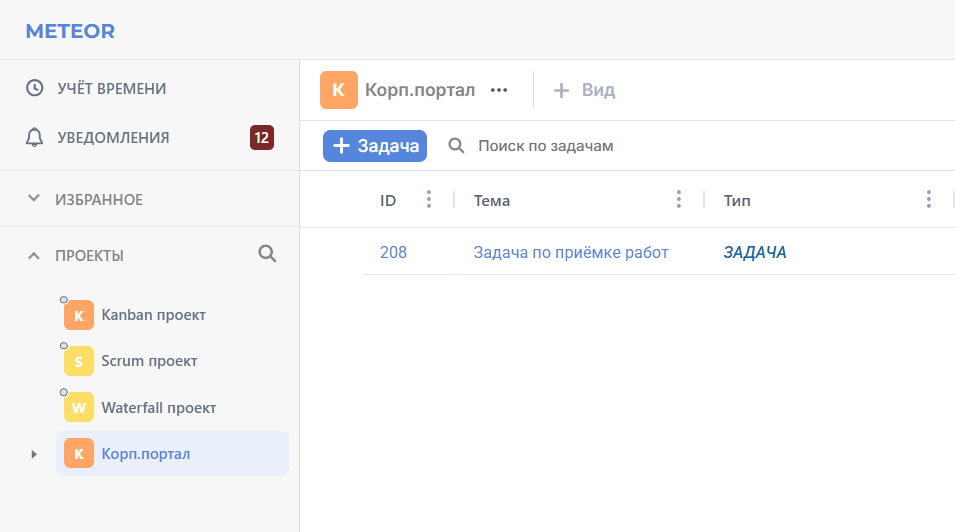 METEOR
УЧЁТ ВРЕМЕНИ
УВЕДОМЛЕНИЯ 12
ИЗБРАННОЕ
ПРОЕКТЫ
K Kanban проект
S Scrum проект
W Waterfall проект
К Корп.портал
К Корп.портал ••• + Вид
+ Задача Поиск по задачам
ID Тема Тип
208 Задача по приёмке работ ЗАДАЧА